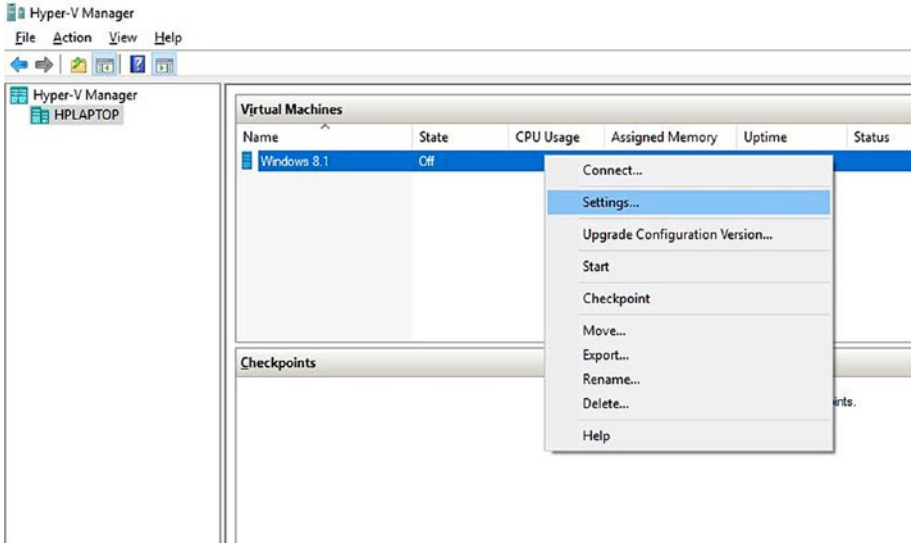 Hyper-V Manager
File Action View Help
Hyper-V Manager
HPLAPTOP
Virtual Machines
Name State CPU Usage Assigned Memory Uptime Status
Windows 8.1 Off
Connect...
Settings...
Upgrade Configuration Version...
Start
Checkpoint
Move...
Export...
Rename...
Delete...
Help
Checkpoints